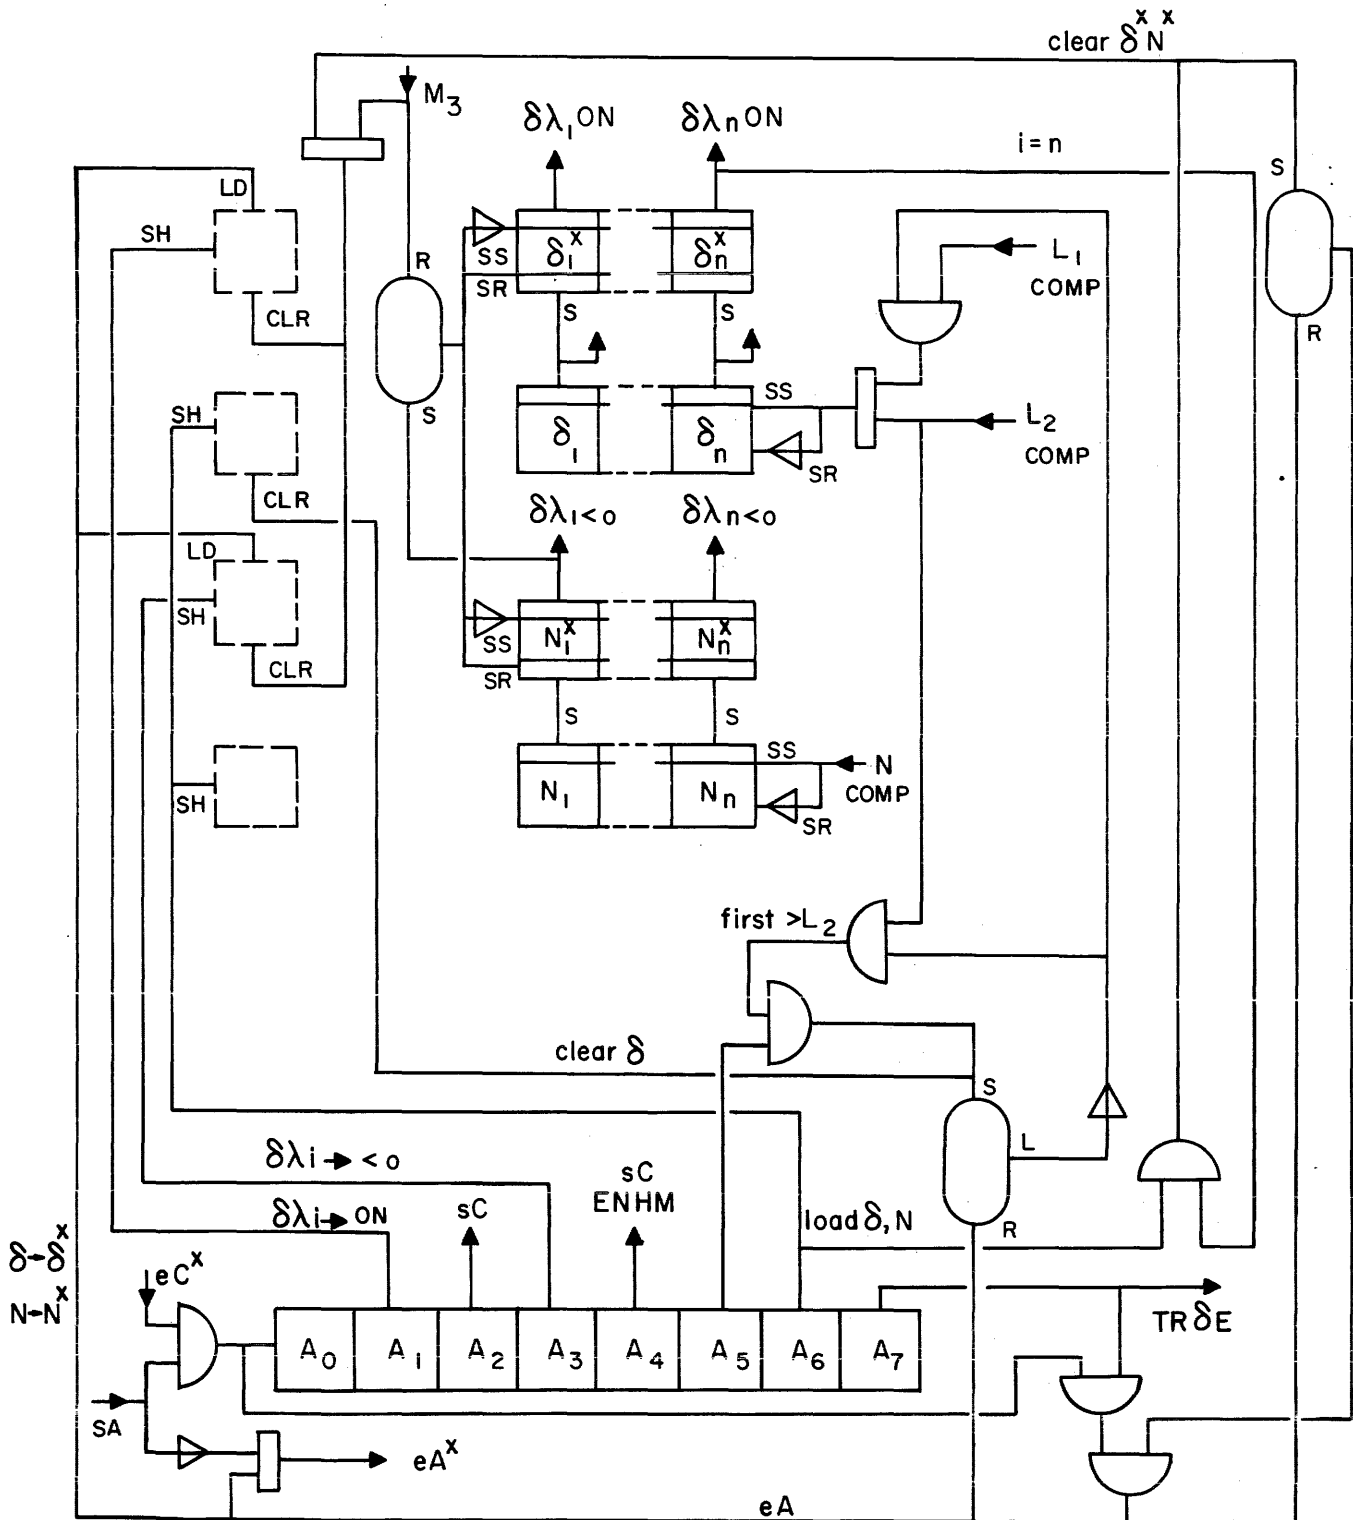 clear δˣNˣ
M₃
δλ₁ ON
δλn ON
i=n
S
LD
SH
L₁
COMP
SS
δ₁ˣ
δnˣ
R
SR
CLR
R
S
S
S
SS
L₂
COMP
SH
δ₁
δn
SR
CLR
δλ₁<0
δλn<0
LD
SH
SS
N₁ˣ
Nnˣ
CLR
SR
S
S
SS
N
COMP
SH
N₁
Nn
SR
first >L₂
clear δ
S
L
δλi→<0
sC
ENHM
sC
δλi→ON
load δ, N
R
δ→δˣ
N→Nˣ
eCˣ
TR δE
A₀
A₁
A₂
A₃
A₄
A₅
A₆
A₇
SA
eAˣ
eA